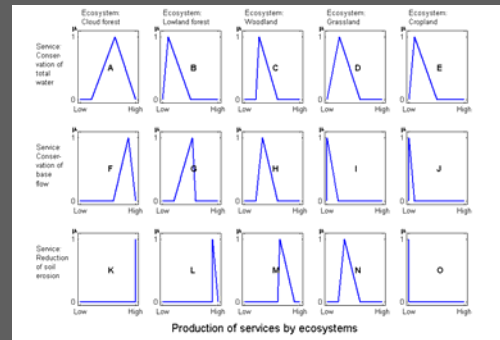 Ecosystem: Ecosystem: Ecosystem: Ecosystem: Ecosystem:
Cloud forest Lowland forest Woodland Grassland Cropland
Service:
Conser-
vation of
total
water
μ μ μ μ μ
1 1 1 1 1
A B C D E
0 0 0 0 0
Low High Low High Low High Low High Low High
Service:
Conser-
vation of
base
flow
μ μ μ μ μ
1 1 1 1 1
F G H I J
0 0 0 0 0
Low High Low High Low High Low High Low High
Service:
Reduction
of soil
erosion
μ μ μ μ μ
1 1 1 1 1
K L M N O
0 0 0 0 0
Low High Low High Low High Low High Low High
Production of services by ecosystems